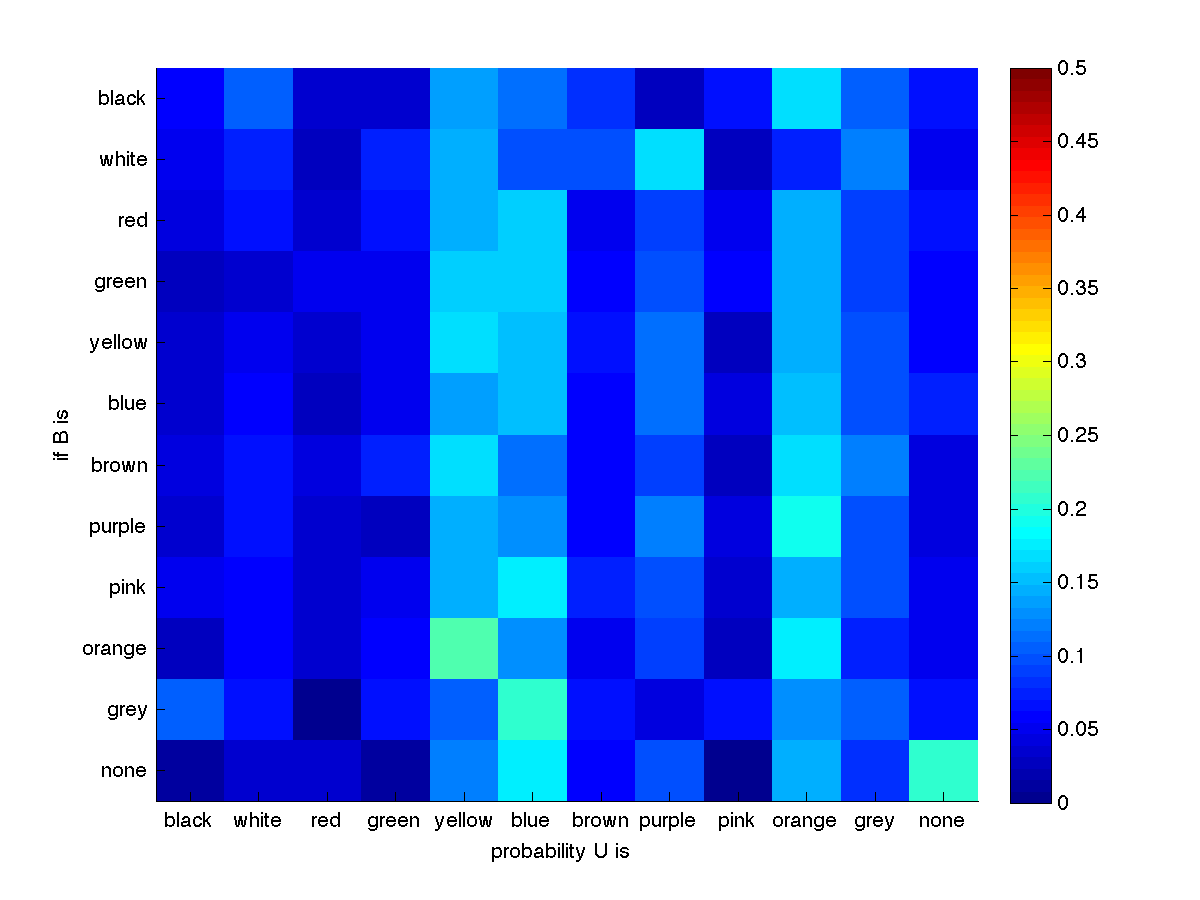 black
white
red
green
yellow
blue
brown
purple
pink
orange
grey
none
if B is
black white red green yellow blue brown purple pink orange grey none
probability U is
0.5
0.45
0.4
0.35
0.3
0.25
0.2
0.15
0.1
0.05
0